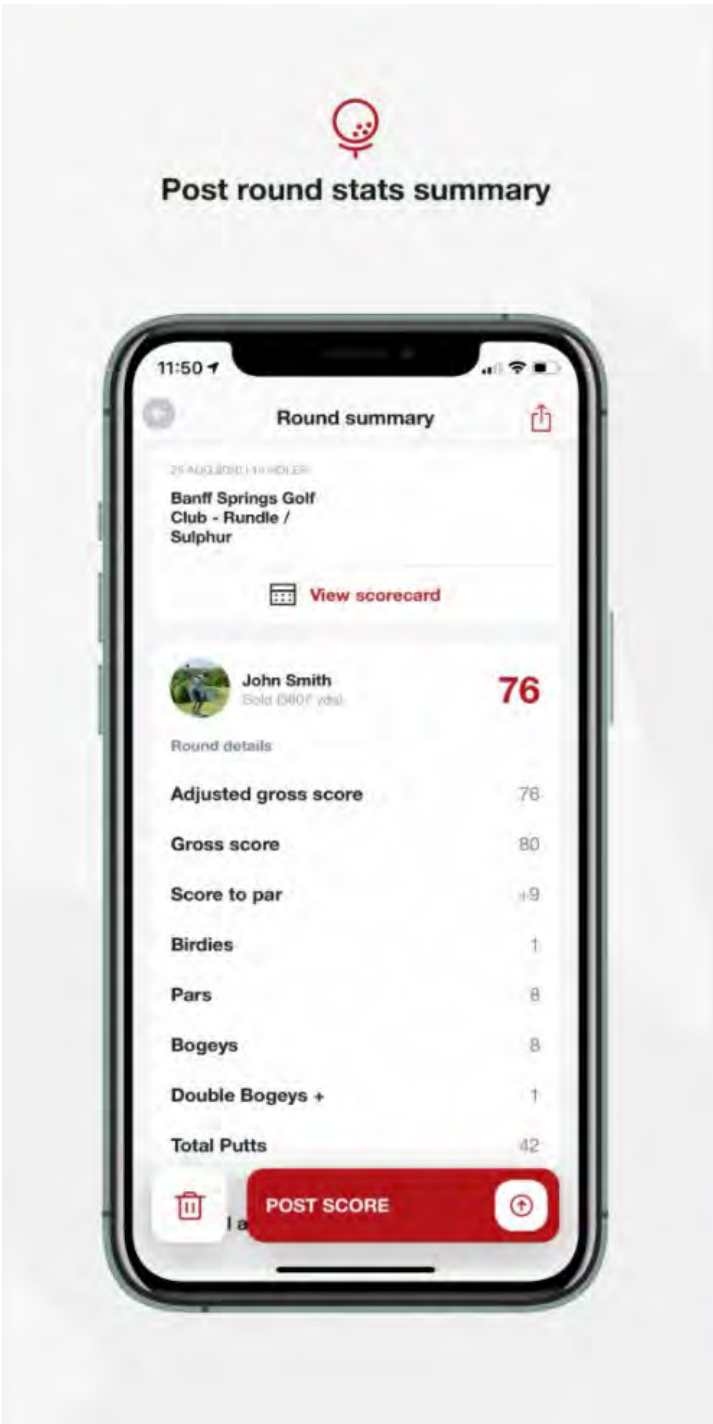 Post round stats summary
11:50
Round summary
Banff Springs Golf
Club - Rundle /
Sulphur
View scorecard
John Smith
76
Round details
Adjusted gross score 76
Gross score 80
Score to par +9
Birdies 1
Pars 8
Bogeys 8
Double Bogeys + 1
Total Putts 42
POST SCORE